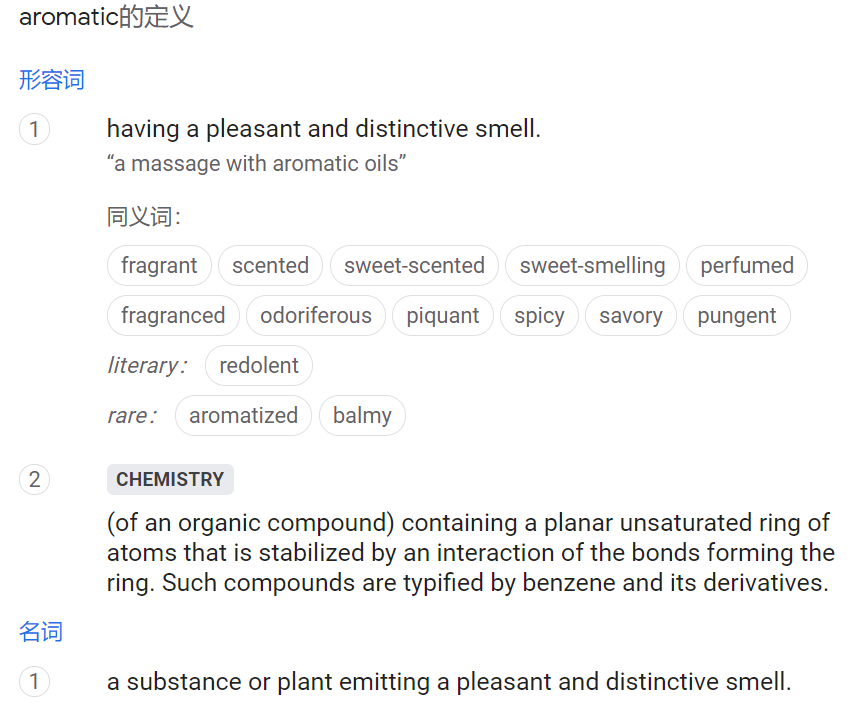 aromatic的定义
形容词
1 having a pleasant and distinctive smell.
“a massage with aromatic oils”
同义词：
fragrant scented sweet-scented sweet-smelling perfumed
fragranced odoriferous piquant spicy savory pungent
literary： redolent
rare： aromatized balmy
2 CHEMISTRY
(of an organic compound) containing a planar unsaturated ring of
atoms that is stabilized by an interaction of the bonds forming the
ring. Such compounds are typified by benzene and its derivatives.
名词
1 a substance or plant emitting a pleasant and distinctive smell.